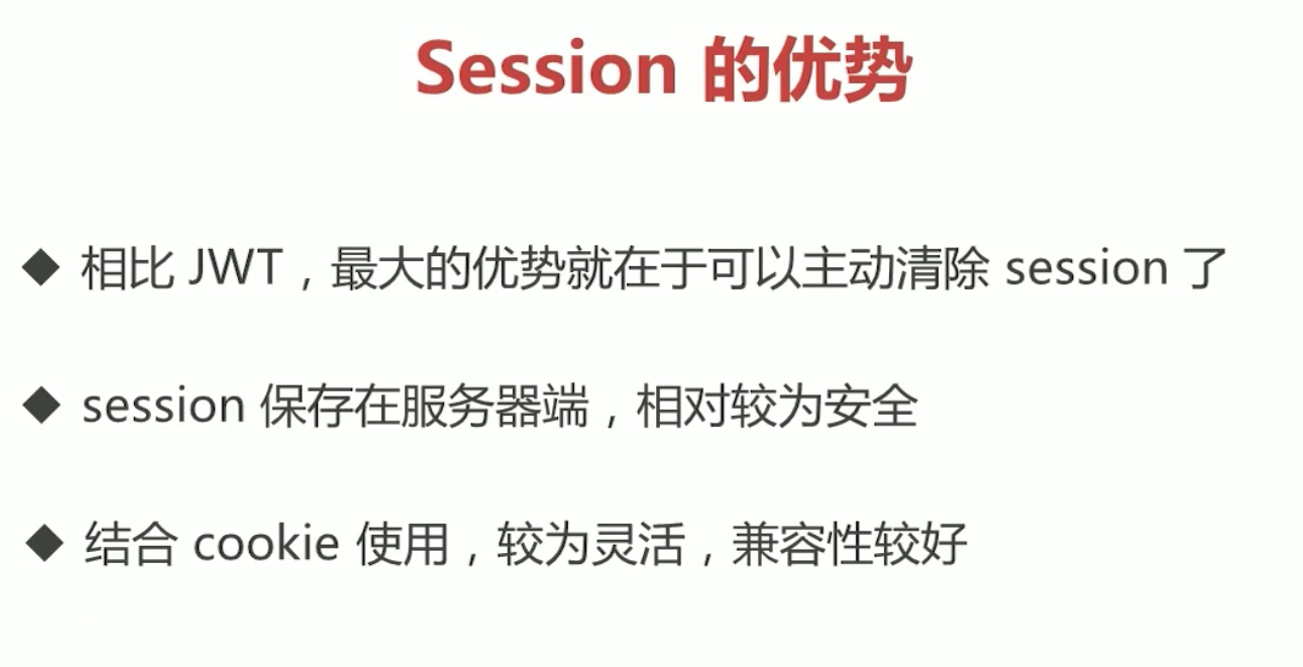 Session 的优势
◆ 相比 JWT，最大的优势就在于可以主动清除 session 了
◆ session 保存在服务器端，相对较为安全
◆ 结合 cookie 使用，较为灵活，兼容性较好